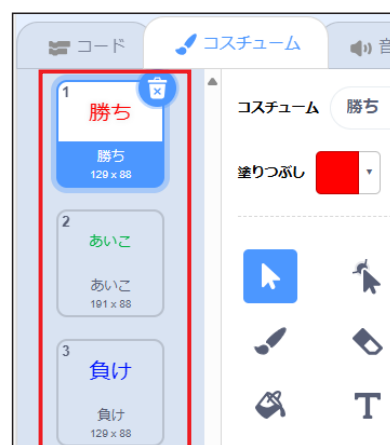 コード
コスチューム
音
1
勝ち
勝ち
129 x 88
2
あいこ
あいこ
191 x 88
3
負け
負け
129 x 88
コスチューム 勝ち
塗りつぶし
T